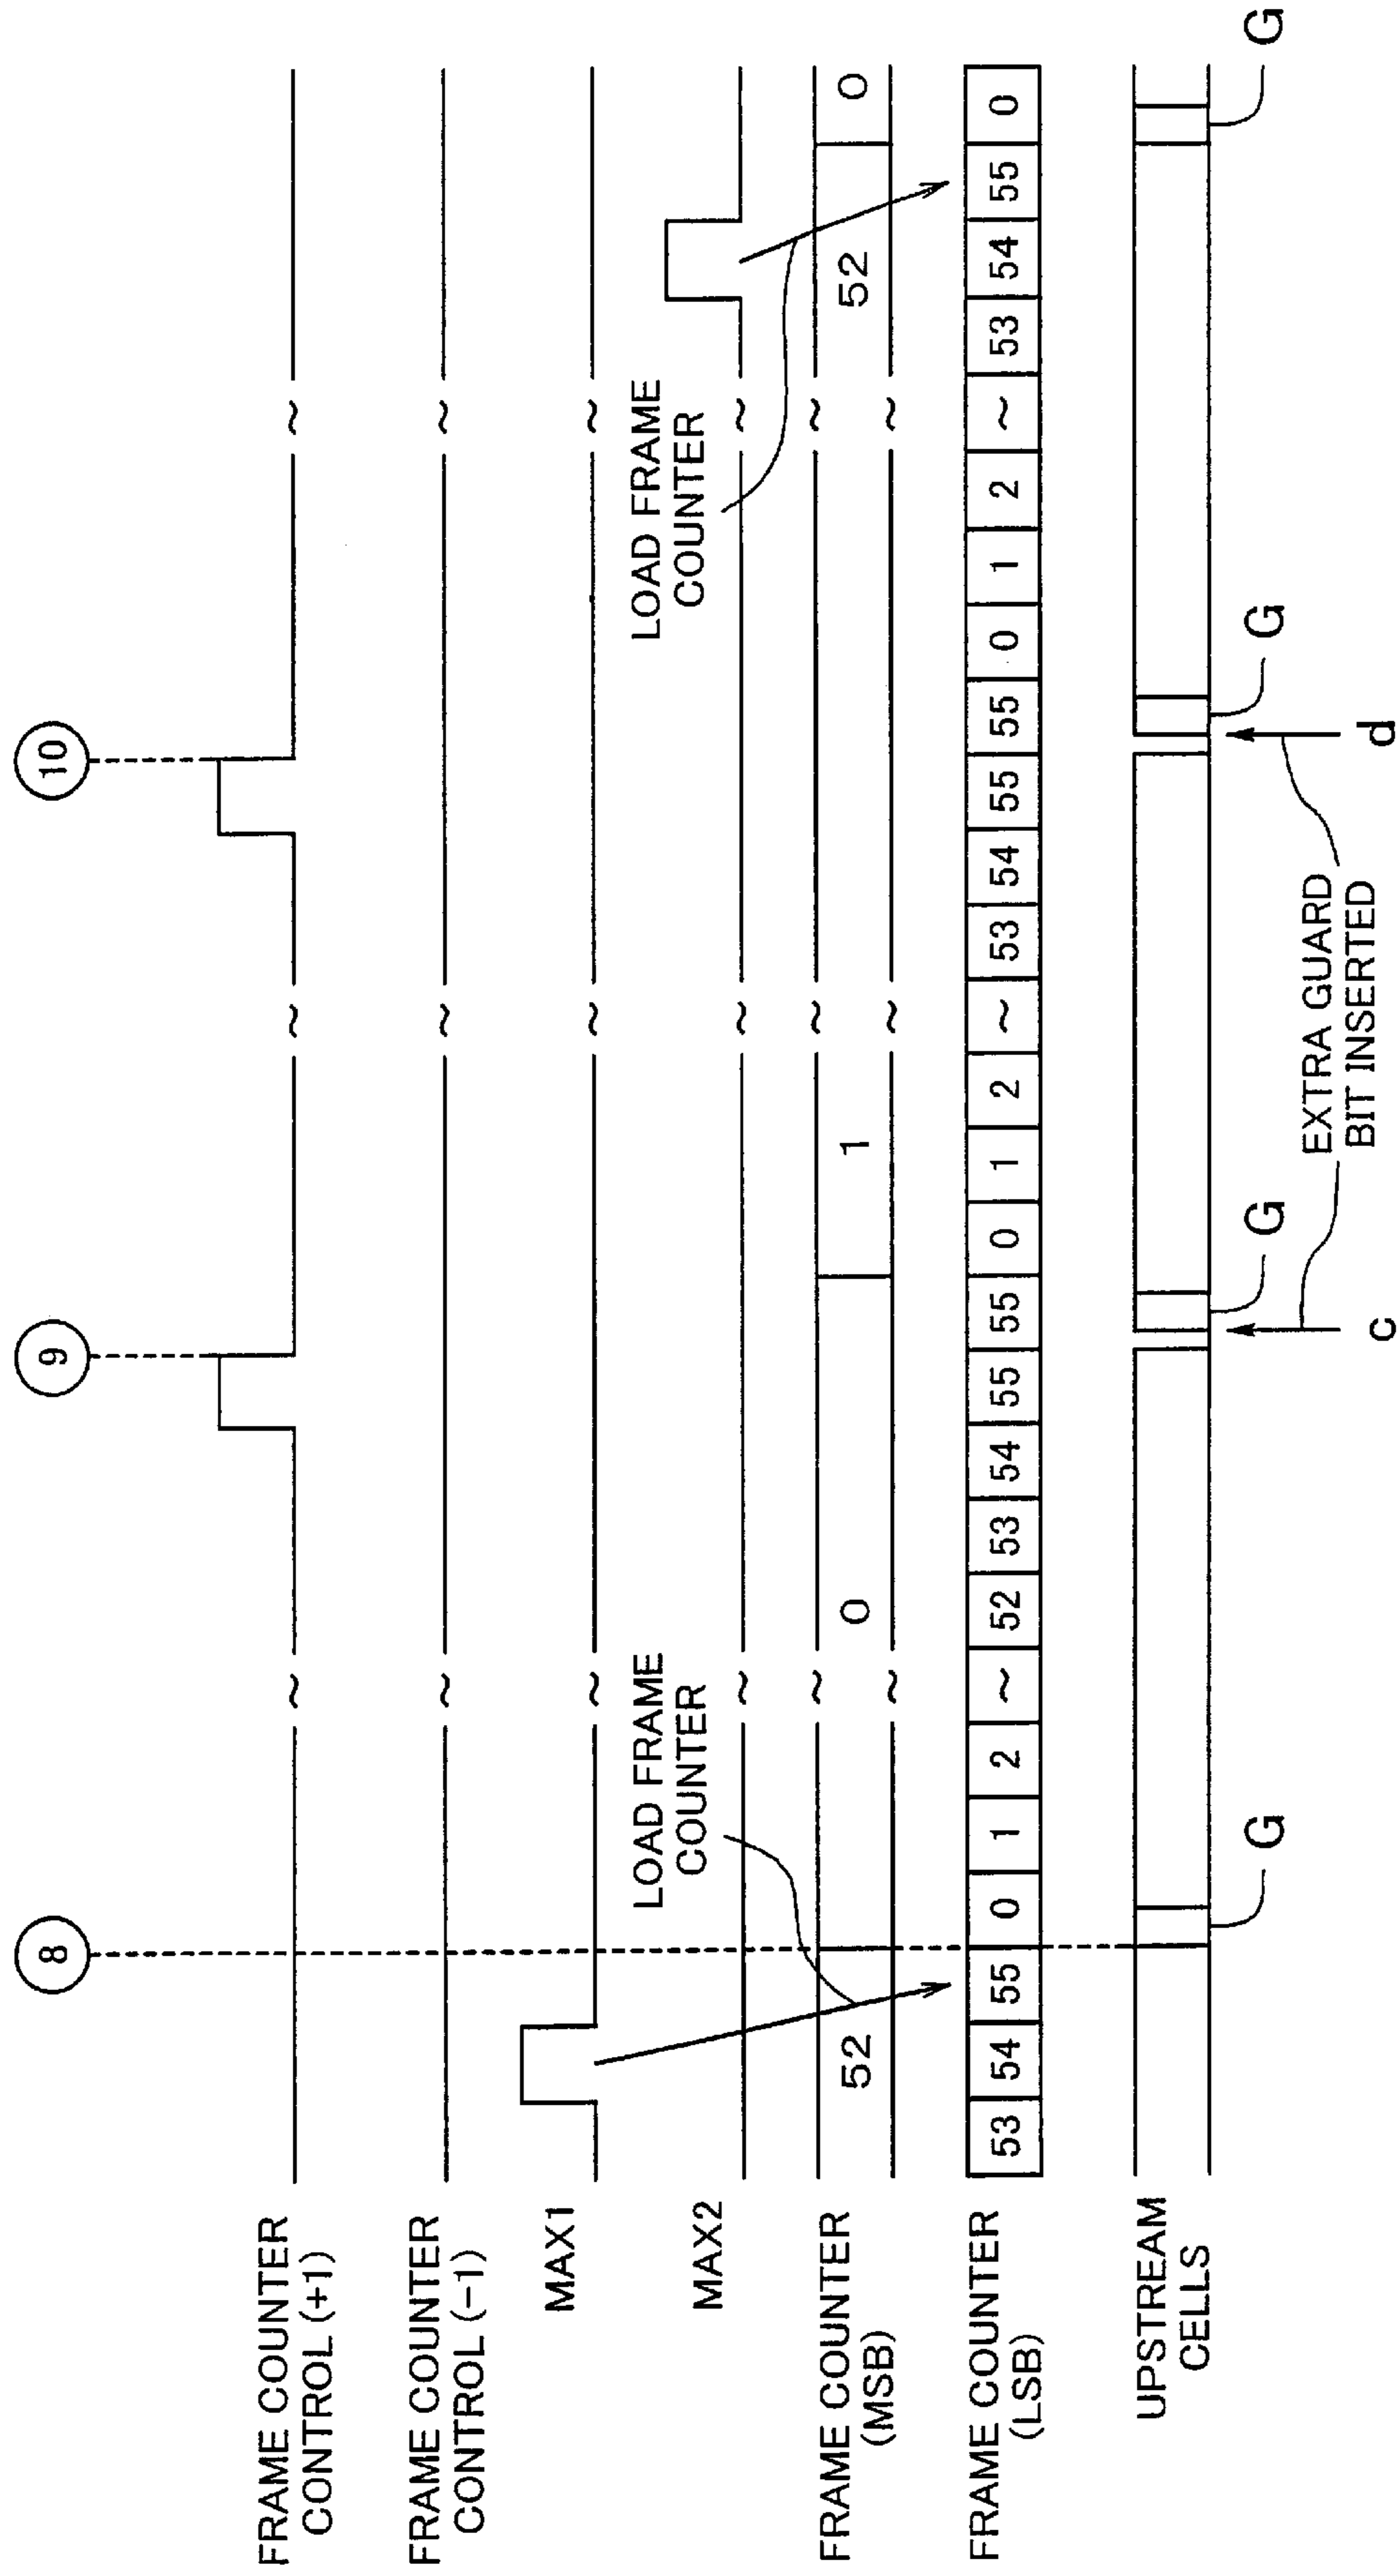 8
9
10
FRAME COUNTER
CONTROL (+1)
~ ~ ~
FRAME COUNTER
CONTROL (−1)
~ ~ ~
MAX1
~ ~ ~
LOAD FRAME
COUNTER
LOAD FRAME
COUNTER
MAX2
~ ~ ~
FRAME COUNTER
(MSB)
52 ~ 0 1 ~ ~ 52 0
~ ~ ~
FRAME COUNTER
(LSB)
53 54 55 0 1 2 ~ 52 53 54 55 55 0 1 2 ~ 53 54 55 55 0 1 2 ~ 53 54 55 0
UPSTREAM
CELLS
G G G G
c d
EXTRA GUARD
BIT INSERTED